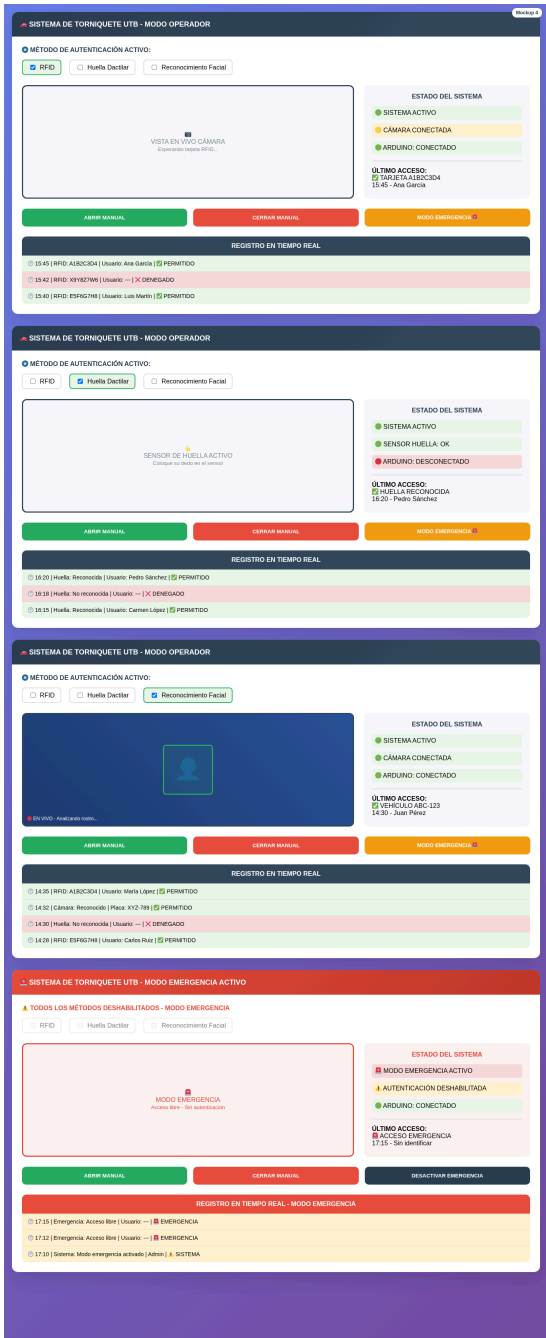 Mockup 4
🚗 SISTEMA DE TORNIQUETE UTB - MODO OPERADOR
MÉTODO DE AUTENTICACIÓN ACTIVO:
RFID
Huella Dactilar
Reconocimiento Facial
VISTA EN VIVO CÁMARA
Esperando tarjeta RFID...
ESTADO DEL SISTEMA
🟢 SISTEMA ACTIVO
🟡 CÁMARA CONECTADA
🟢 ARDUINO: CONECTADO
ÚLTIMO ACCESO:
✅ TARJETA A1B2C3D4
15:45 - Ana García
ABRIR MANUAL
CERRAR MANUAL
MODO EMERGENCIA 🚨
REGISTRO EN TIEMPO REAL
🕐 15:45 | RFID: A1B2C3D4 | Usuario: Ana García | ✅ PERMITIDO
🕐 15:42 | RFID: X9Y8Z7W6 | Usuario: --- | ❌ DENEGADO
🕐 15:40 | RFID: E5F6G7H8 | Usuario: Luis Martín | ✅ PERMITIDO
🚗 SISTEMA DE TORNIQUETE UTB - MODO OPERADOR
MÉTODO DE AUTENTICACIÓN ACTIVO:
RFID
Huella Dactilar
Reconocimiento Facial
SENSOR DE HUELLA ACTIVO
Coloque su dedo en el sensor
ESTADO DEL SISTEMA
🟢 SISTEMA ACTIVO
🟢 SENSOR HUELLA: OK
🔴 ARDUINO: DESCONECTADO
ÚLTIMO ACCESO:
✅ HUELLA RECONOCIDA
16:20 - Pedro Sánchez
ABRIR MANUAL
CERRAR MANUAL
MODO EMERGENCIA 🚨
REGISTRO EN TIEMPO REAL
🕐 16:20 | Huella: Reconocida | Usuario: Pedro Sánchez | ✅ PERMITIDO
🕐 16:18 | Huella: No reconocida | Usuario: --- | ❌ DENEGADO
🕐 16:15 | Huella: Reconocida | Usuario: Carmen López | ✅ PERMITIDO
🚗 SISTEMA DE TORNIQUETE UTB - MODO OPERADOR
MÉTODO DE AUTENTICACIÓN ACTIVO:
RFID
Huella Dactilar
Reconocimiento Facial
🔴 EN VIVO - Analizando rostro...
ESTADO DEL SISTEMA
🟢 SISTEMA ACTIVO
🟢 CÁMARA CONECTADA
🟢 ARDUINO: CONECTADO
ÚLTIMO ACCESO:
✅ VEHÍCULO ABC-123
14:30 - Juan Pérez
ABRIR MANUAL
CERRAR MANUAL
MODO EMERGENCIA 🚨
REGISTRO EN TIEMPO REAL
🕐 14:35 | RFID: A1B2C3D4 | Usuario: María López | ✅ PERMITIDO
🕐 14:32 | Cámara: Reconocido | Placa: XYZ-789 | ✅ PERMITIDO
🕐 14:30 | Huella: No reconocida | Usuario: --- | ❌ DENEGADO
🕐 14:28 | RFID: E5F6G7H8 | Usuario: Carlos Ruiz | ✅ PERMITIDO
🚨 SISTEMA DE TORNIQUETE UTB - MODO EMERGENCIA ACTIVO
⚠️ TODOS LOS MÉTODOS DESHABILITADOS - MODO EMERGENCIA
RFID
Huella Dactilar
Reconocimiento Facial
MODO EMERGENCIA
Acceso libre - Sin autenticación
ESTADO DEL SISTEMA
🚨 MODO EMERGENCIA ACTIVO
⚠️ AUTENTICACIÓN DESHABILITADA
🟢 ARDUINO: CONECTADO
ÚLTIMO ACCESO:
🚨 ACCESO EMERGENCIA
17:15 - Sin identificar
ABRIR MANUAL
CERRAR MANUAL
DESACTIVAR EMERGENCIA
REGISTRO EN TIEMPO REAL - MODO EMERGENCIA
🕐 17:15 | Emergencia: Acceso libre | Usuario: --- | 🚨 EMERGENCIA
🕐 17:12 | Emergencia: Acceso libre | Usuario: --- | 🚨 EMERGENCIA
🕐 17:10 | Sistema: Modo emergencia activado | Admin | ⚠️ SISTEMA